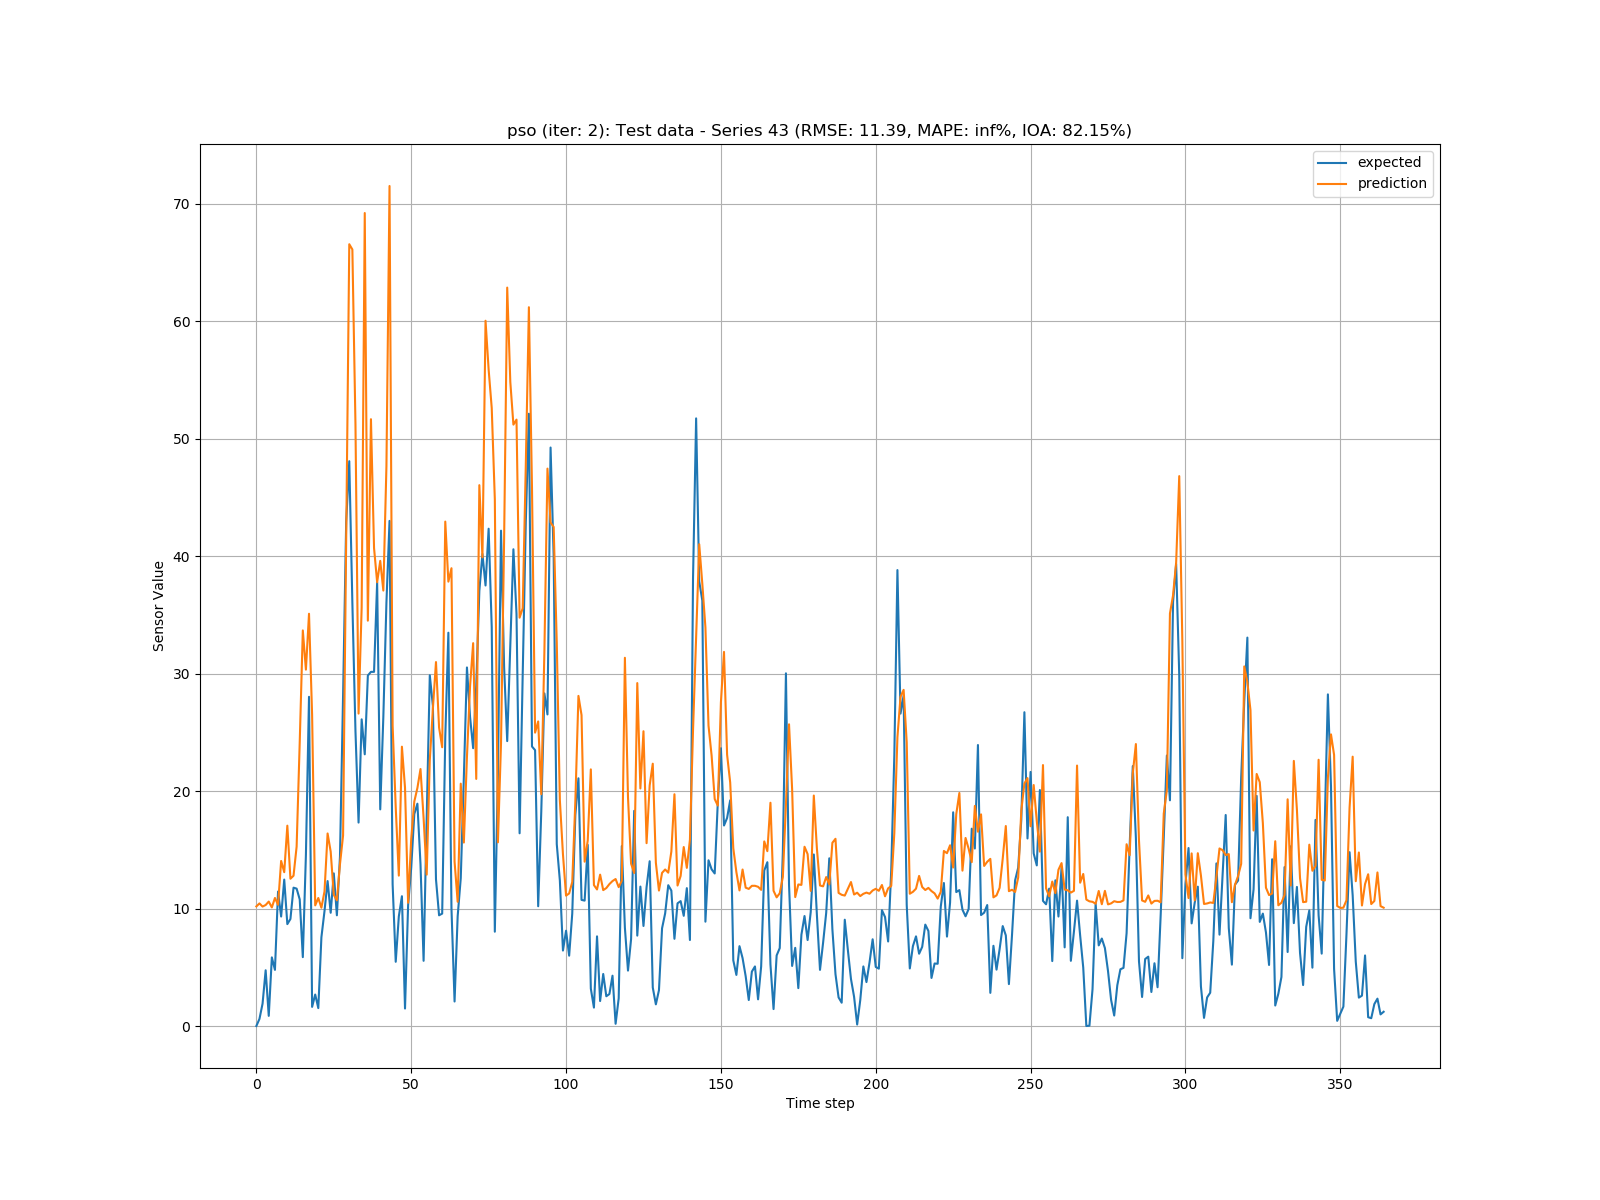 pso (iter: 2): Test data - Series 43 (RMSE: 11.39, MAPE: inf%, IOA: 82.15%)
expected
prediction
70
60
50
40
30
20
10
0
Sensor Value
0 50 100 150 200 250 300 350
Time step